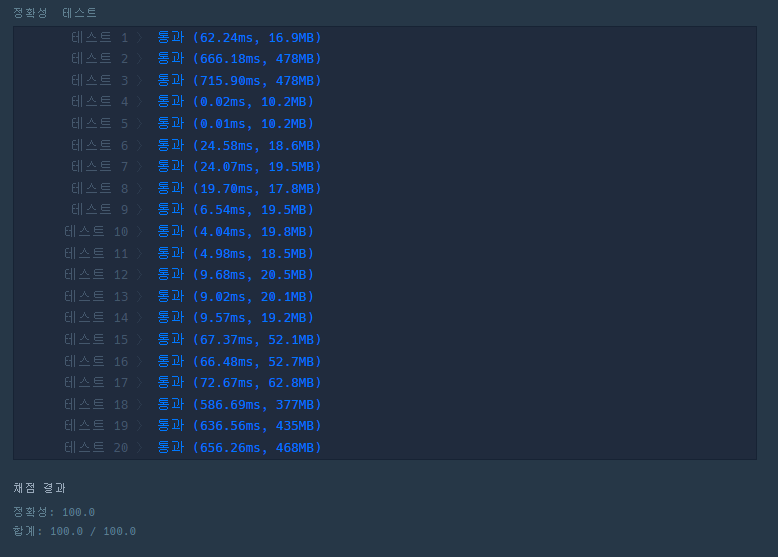 정확성 테스트
테스트 1 〉 통과 (62.24ms, 16.9MB)
테스트 2 〉 통과 (666.18ms, 478MB)
테스트 3 〉 통과 (715.90ms, 478MB)
테스트 4 〉 통과 (0.02ms, 10.2MB)
테스트 5 〉 통과 (0.01ms, 10.2MB)
테스트 6 〉 통과 (24.58ms, 18.6MB)
테스트 7 〉 통과 (24.07ms, 19.5MB)
테스트 8 〉 통과 (19.70ms, 17.8MB)
테스트 9 〉 통과 (6.54ms, 19.5MB)
테스트 10 〉 통과 (4.04ms, 19.8MB)
테스트 11 〉 통과 (4.98ms, 18.5MB)
테스트 12 〉 통과 (9.68ms, 20.5MB)
테스트 13 〉 통과 (9.02ms, 20.1MB)
테스트 14 〉 통과 (9.57ms, 19.2MB)
테스트 15 〉 통과 (67.37ms, 52.1MB)
테스트 16 〉 통과 (66.48ms, 52.7MB)
테스트 17 〉 통과 (72.67ms, 62.8MB)
테스트 18 〉 통과 (586.69ms, 377MB)
테스트 19 〉 통과 (636.56ms, 435MB)
테스트 20 〉 통과 (656.26ms, 468MB)
채점 결과
정확성: 100.0
합계: 100.0 / 100.0